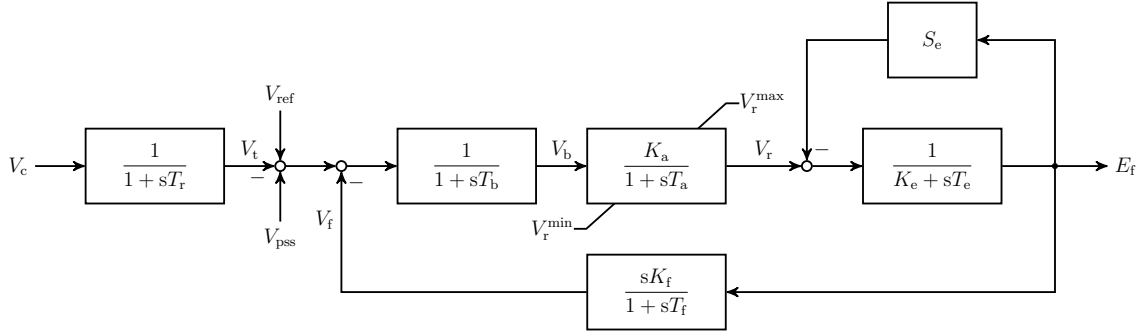 S_e
V_ref
V_r^max
V_c
1
1 + sT_r
V_t
−
−
1
1 + sT_b
V_b
K_a
1 + sT_a
V_r
−
1
K_e + sT_e
E_f
V_pss
V_f
V_r^min
sK_f
1 + sT_f